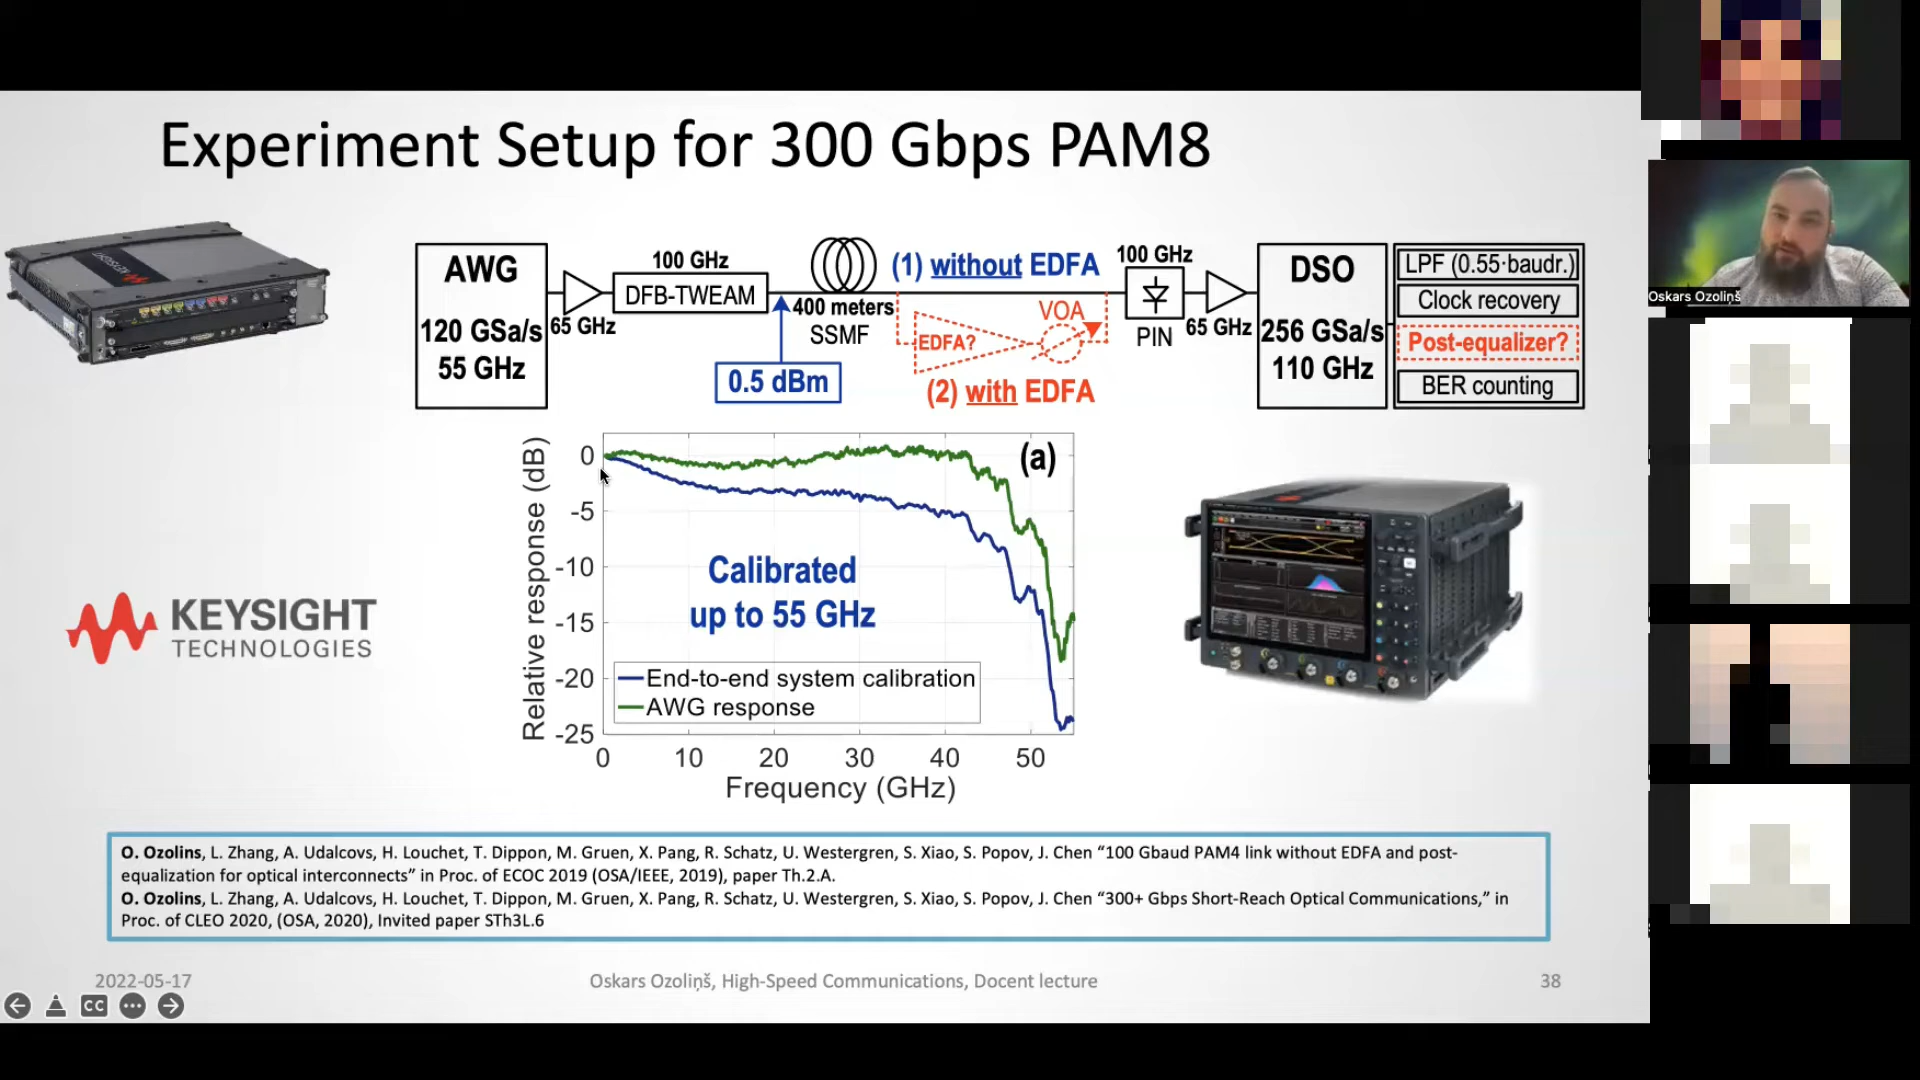 Experiment Setup for 300 Gbps PAM8
AWG
120 GSa/s
55 GHz
65 GHz
100 GHz
DFB-TWEAM
0.5 dBm
400 meters
SSMF
(1) without EDFA
EDFA?
VOA
(2) with EDFA
100 GHz
PIN
65 GHz
DSO
256 GSa/s
110 GHz
LPF (0.55·baudr.)
Clock recovery
Post-equalizer?
BER counting
KEYSIGHT
TECHNOLOGIES
Relative response (dB)
0
-5
-10
-15
-20
-25
(a)
Calibrated
up to 55 GHz
End-to-end system calibration
AWG response
0 10 20 30 40 50
Frequency (GHz)
O. Ozolins, L. Zhang, A. Udalcovs, H. Louchet, T. Dippon, M. Gruen, X. Pang, R. Schatz, U. Westergren, S. Xiao, S. Popov, J. Chen “100 Gbaud PAM4 link without EDFA and post-
equalization for optical interconnects” in Proc. of ECOC 2019 (OSA/IEEE, 2019), paper Th.2.A.
O. Ozolins, L. Zhang, A. Udalcovs, H. Louchet, T. Dippon, M. Gruen, X. Pang, R. Schatz, U. Westergren, S. Xiao, S. Popov, J. Chen “300+ Gbps Short-Reach Optical Communications,” in
Proc. of CLEO 2020, (OSA, 2020), Invited paper STh3L.6
2022-05-17
Oskars Ozoliņš, High-Speed Communications, Docent lecture
38
CC
Oskars Ozoliņš